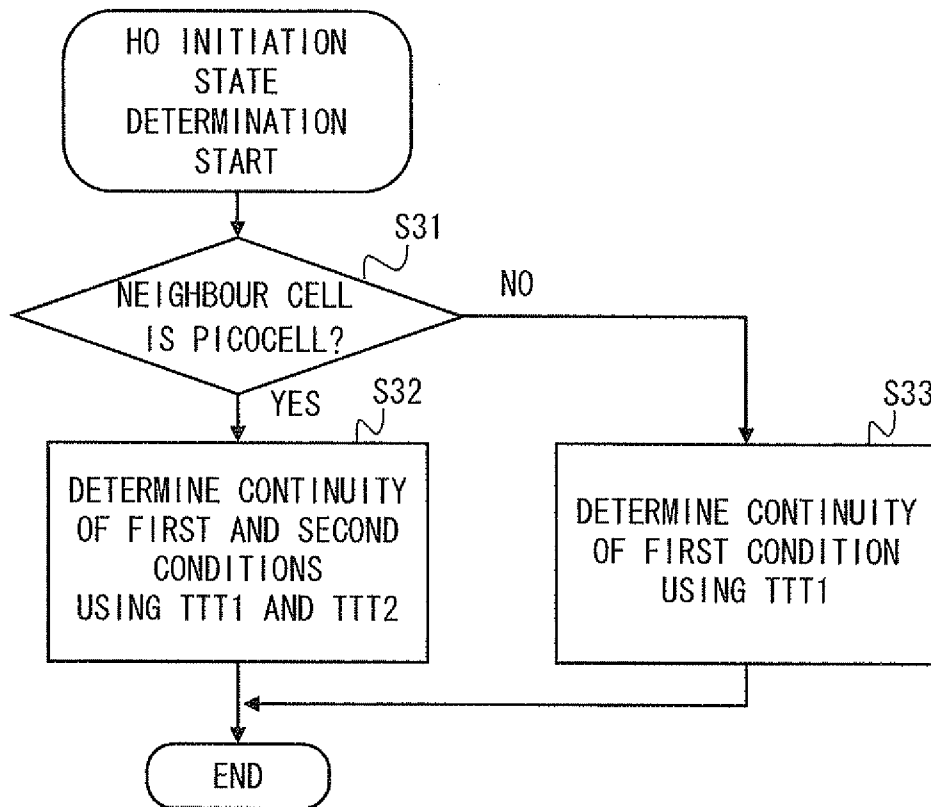 HO INITIATION
STATE
DETERMINATION
START
S31
NEIGHBOUR CELL
IS PICOCELL?
NO
YES
S32
DETERMINE CONTINUITY
OF FIRST AND SECOND
CONDITIONS
USING TTT1 AND TTT2
S33
DETERMINE CONTINUITY
OF FIRST CONDITION
USING TTT1
END